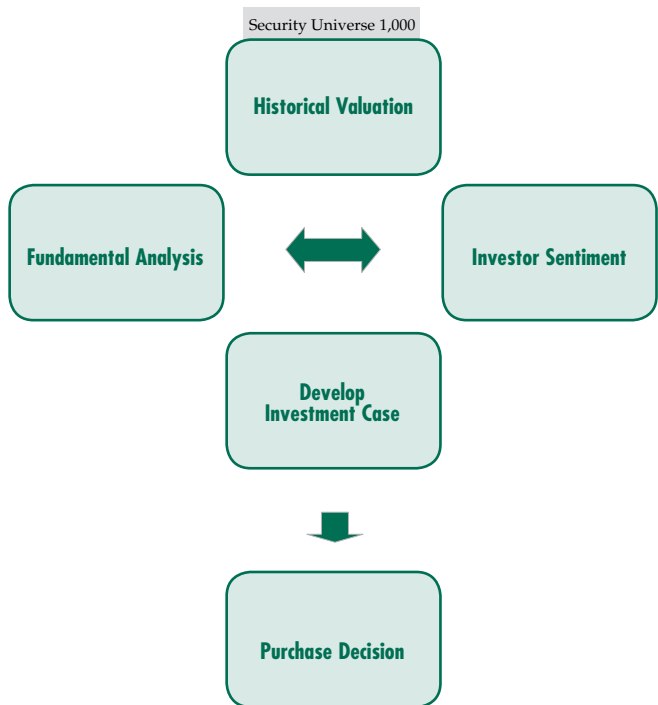 Security Universe 1,000
Historical Valuation
Fundamental Analysis
Investor Sentiment
Develop
Investment Case
Purchase Decision